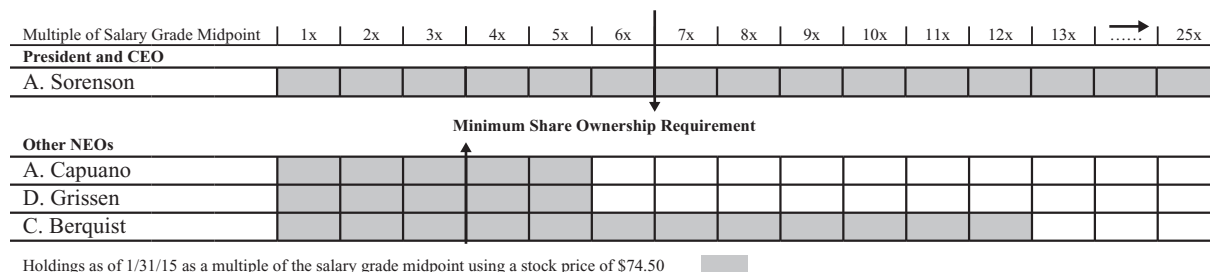 Multiple of Salary Grade Midpoint 1x 2x 3x 4x 5x 6x 7x 8x 9x 10x 11x 12x 13x ...... 25x
President and CEO
A. Sorenson
Minimum Share Ownership Requirement
Other NEOs
A. Capuano
D. Grissen
C. Berquist
Holdings as of 1/31/15 as a multiple of the salary grade midpoint using a stock price of $74.50